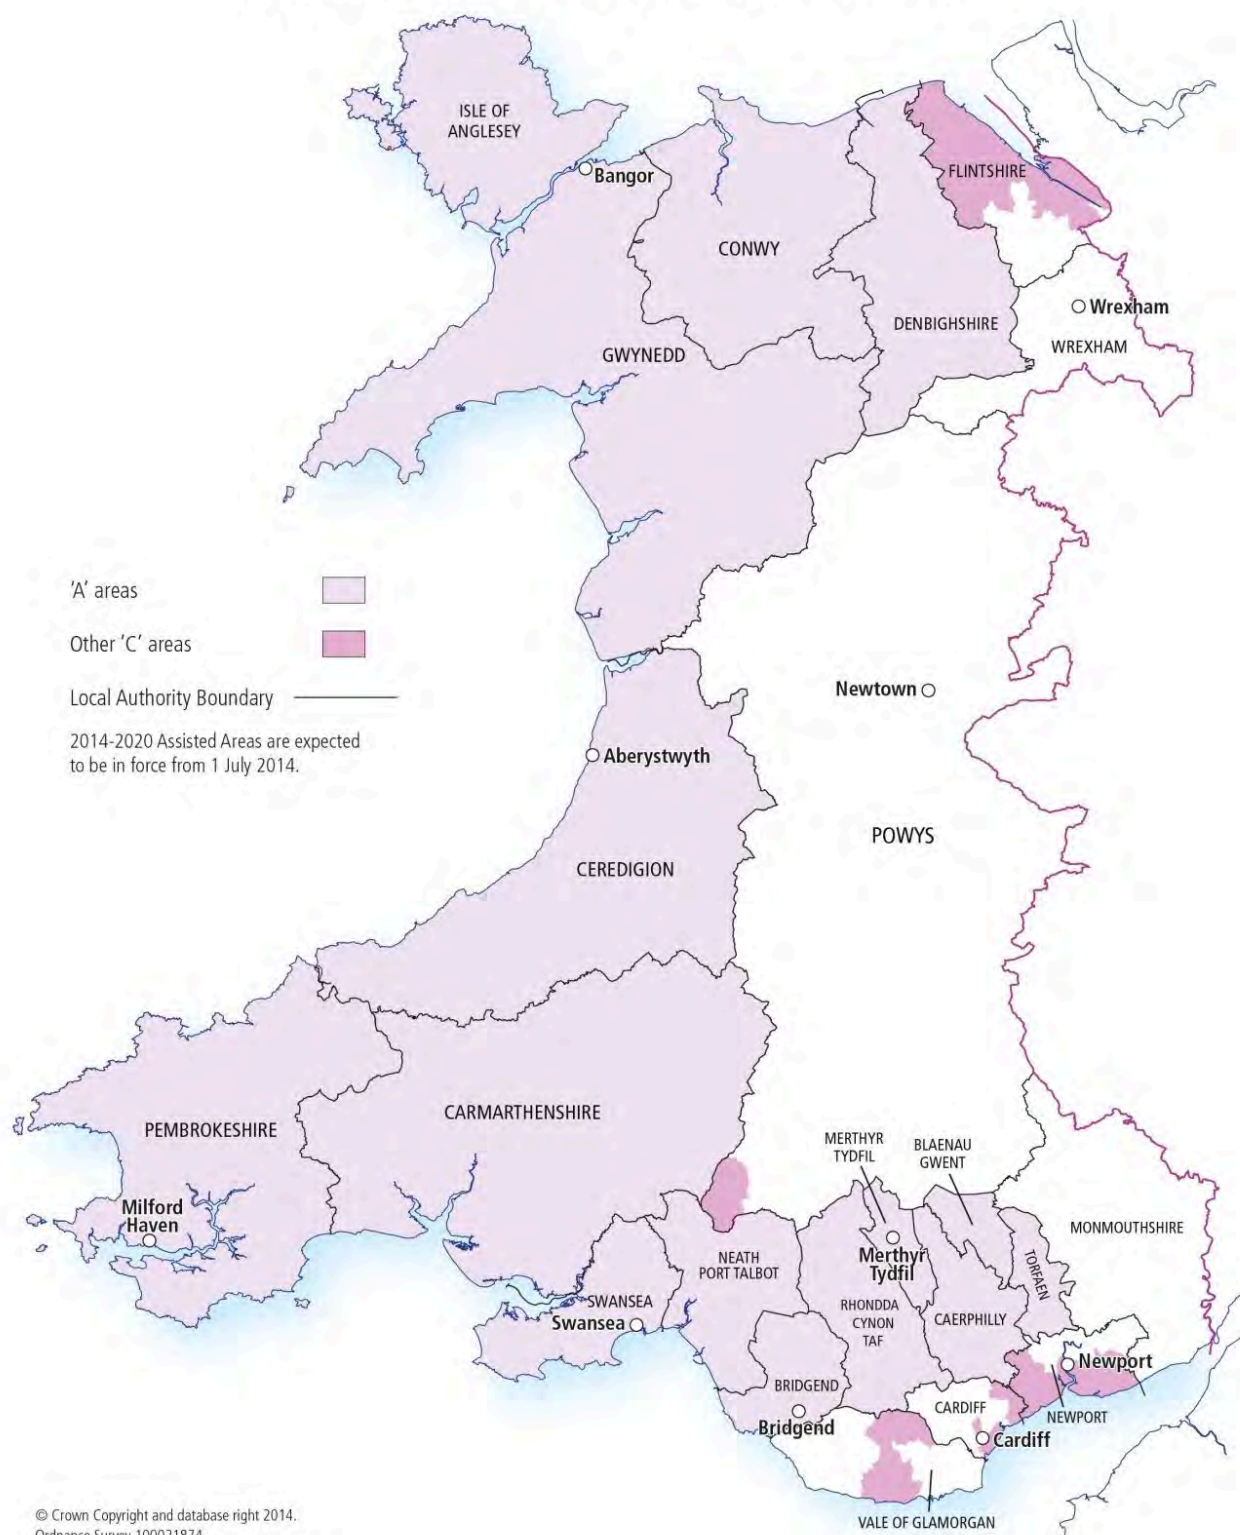 ISLE OF
ANGLESEY
Bangor
FLINTSHIRE
CONWY
Wrexham
DENBIGHSHIRE
WREXHAM
GWYNEDD
'A' areas
Other 'C' areas
Local Authority Boundary
2014-2020 Assisted Areas are expected
to be in force from 1 July 2014.
Newtown
Aberystwyth
POWYS
CEREDIGION
CARMARTHENSHIRE
PEMBROKESHIRE
MERTHYR
TYDFIL
BLAENAU
GWENT
Milford
Haven
MONMOUTHSHIRE
NEATH
PORT TALBOT
Merthyr
Tydfil
TORFAEN
SWANSEA
Swansea
RHONDDA
CYNON
TAF
CAERPHILLY
Newport
BRIDGEND
CARDIFF
NEWPORT
Bridgend
Cardiff
© Crown Copyright and database right 2014.
Ordnance Survey 100021874
VALE OF GLAMORGAN